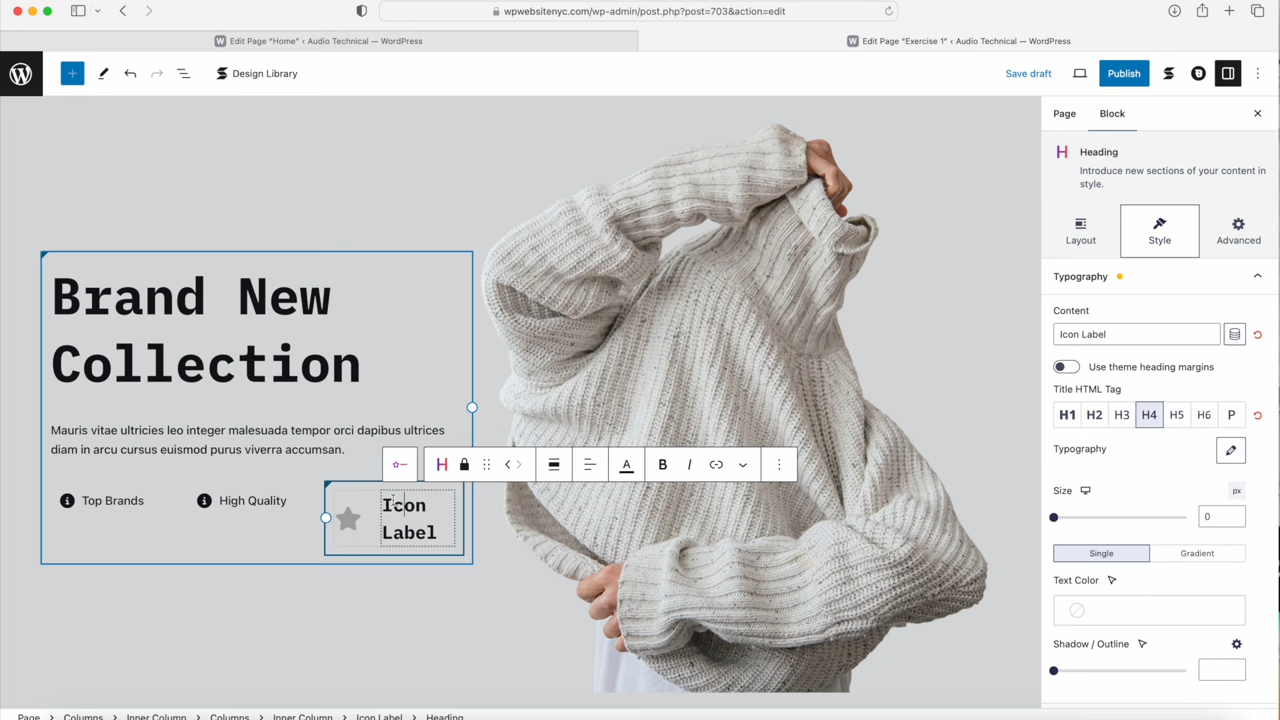 wpwebsitenyc.com/wp-admin/post.php?post=703&action=edit
Edit Page "Home" ‹ Audio Technical — WordPress
Edit Page "Exercise 1" ‹ Audio Technical — WordPress
Design Library
Save draft
Publish
Page
Block
Heading
Introduce new sections of your content in
style.
Layout
Style
Advanced
Typography
Content
Icon Label
Use theme heading margins
Title HTML Tag
H1 H2 H3 H4 H5 H6 P
Typography
Size
px
0
Single
Gradient
Text Color
Shadow / Outline
Brand New
Collection
Mauris vitae ultricies leo integer malesuada tempor orci dapibus ultrices
diam in arcu cursus euismod purus viverra accumsan.
H
A
B
I
Top Brands
High Quality
Icon
Label
Page > Columns > Inner Column > Columns > Inner Column > Icon Label > Heading